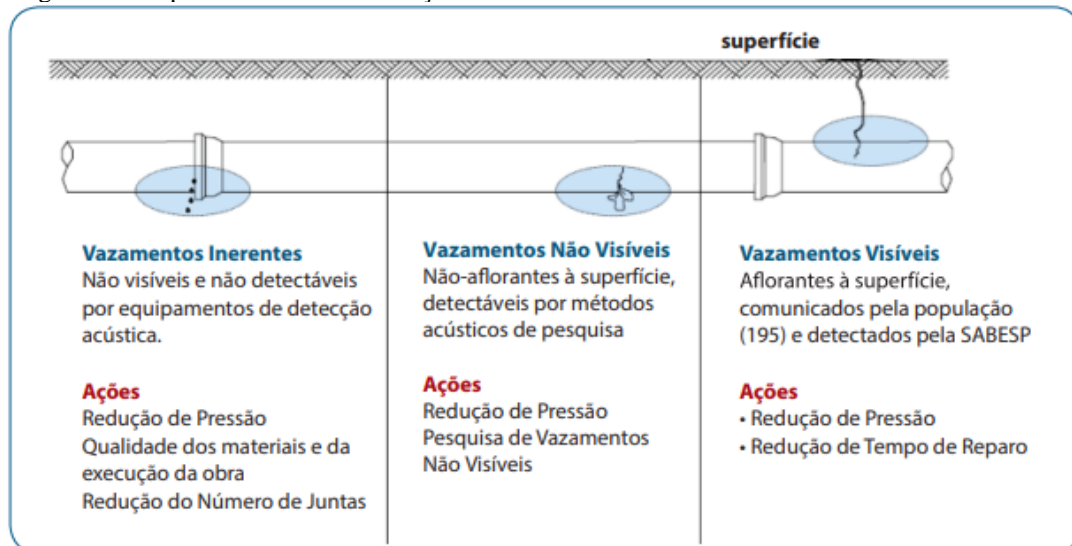 superfície
Vazamentos Inerentes
Não visíveis e não detectáveis
por equipamentos de detecção
acústica.
Ações
Redução de Pressão
Qualidade dos materiais e da
execução da obra
Redução do Número de Juntas
Vazamentos Não Visíveis
Não-aflorantes à superfície,
detectáveis por métodos
acústicos de pesquisa
Ações
Redução de Pressão
Pesquisa de Vazamentos
Não Visíveis
Vazamentos Visíveis
Aflorantes à superfície,
comunicados pela população
(195) e detectados pela SABESP
Ações
• Redução de Pressão
• Redução de Tempo de Reparo